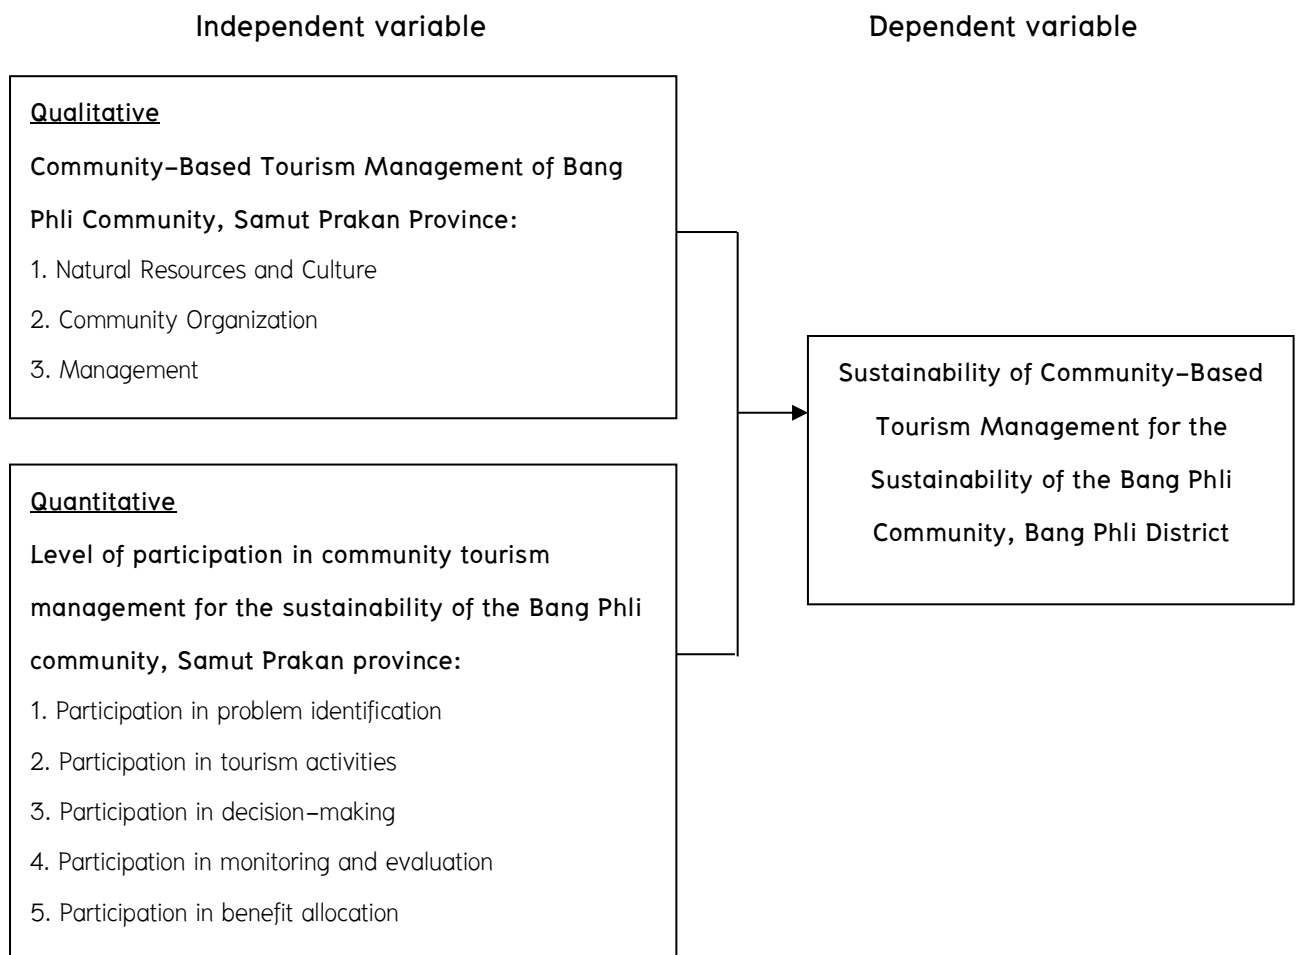 Independent variable
Dependent variable
Qualitative
Community-Based Tourism Management of Bang
Phli Community, Samut Prakan Province:
1. Natural Resources and Culture
2. Community Organization
3. Management
Quantitative
Level of participation in community tourism
management for the sustainability of the Bang Phli
community, Samut Prakan province:
1. Participation in problem identification
2. Participation in tourism activities
3. Participation in decision-making
4. Participation in monitoring and evaluation
5. Participation in benefit allocation
Sustainability of Community-Based
Tourism Management for the
Sustainability of the Bang Phli
Community, Bang Phli District